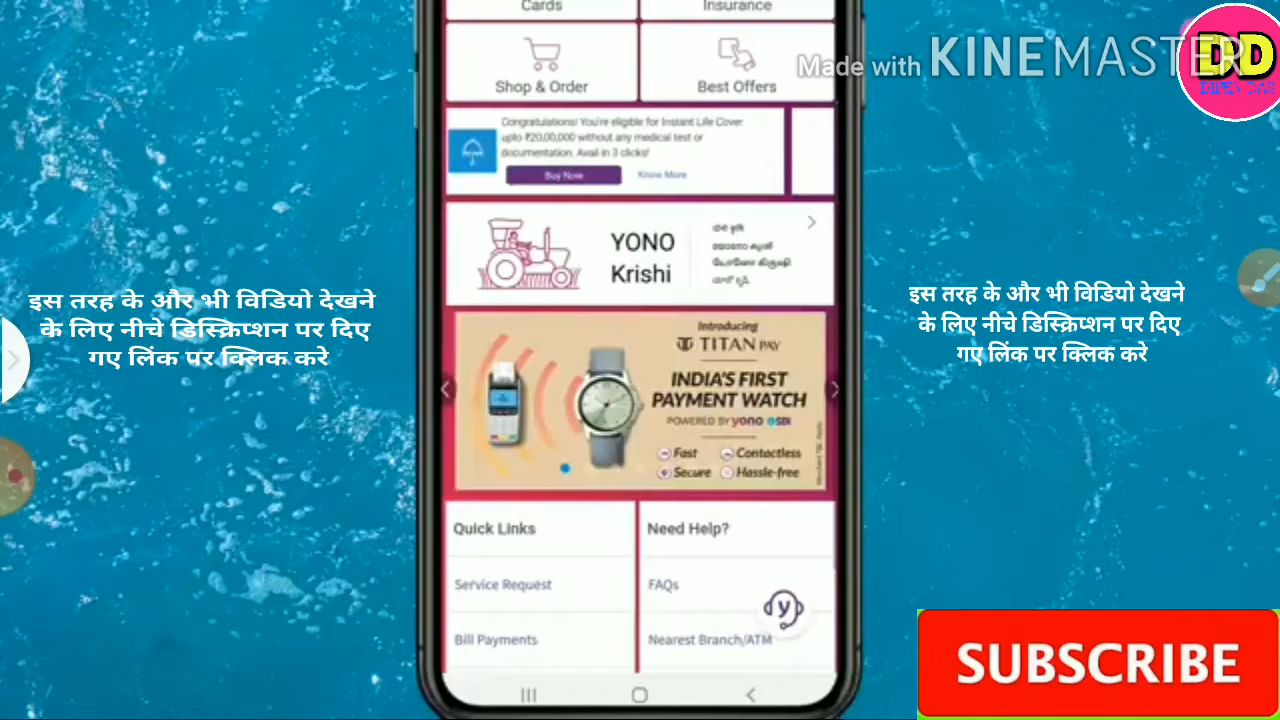 Cards
Insurance
Shop & Order
Best Offers
Made with KINEMASTER
DD
Congratulations! You're eligible for Instant Life Cover
upto ₹20,00,000 without any medical test or
documentation. Avail in 3 clicks!
Buy Now
Know More
YONO
Krishi
इस तरह के और भी विडियो देखने
के लिए नीचे डिस्क्रिप्शन पर दिए
गए लिंक पर क्लिक करे
इस तरह के और भी विडियो देखने
के लिए नीचे डिस्क्रिप्शन पर दिए
गए लिंक पर क्लिक करे
Introducing
TITAN PAY
INDIA'S FIRST
PAYMENT WATCH
POWERED BY yono SBI
Fast
Contactless
Secure
Hassle-free
Quick Links
Need Help?
Service Request
FAQs
y
Bill Payments
Nearest Branch/ATM
SUBSCRIBE